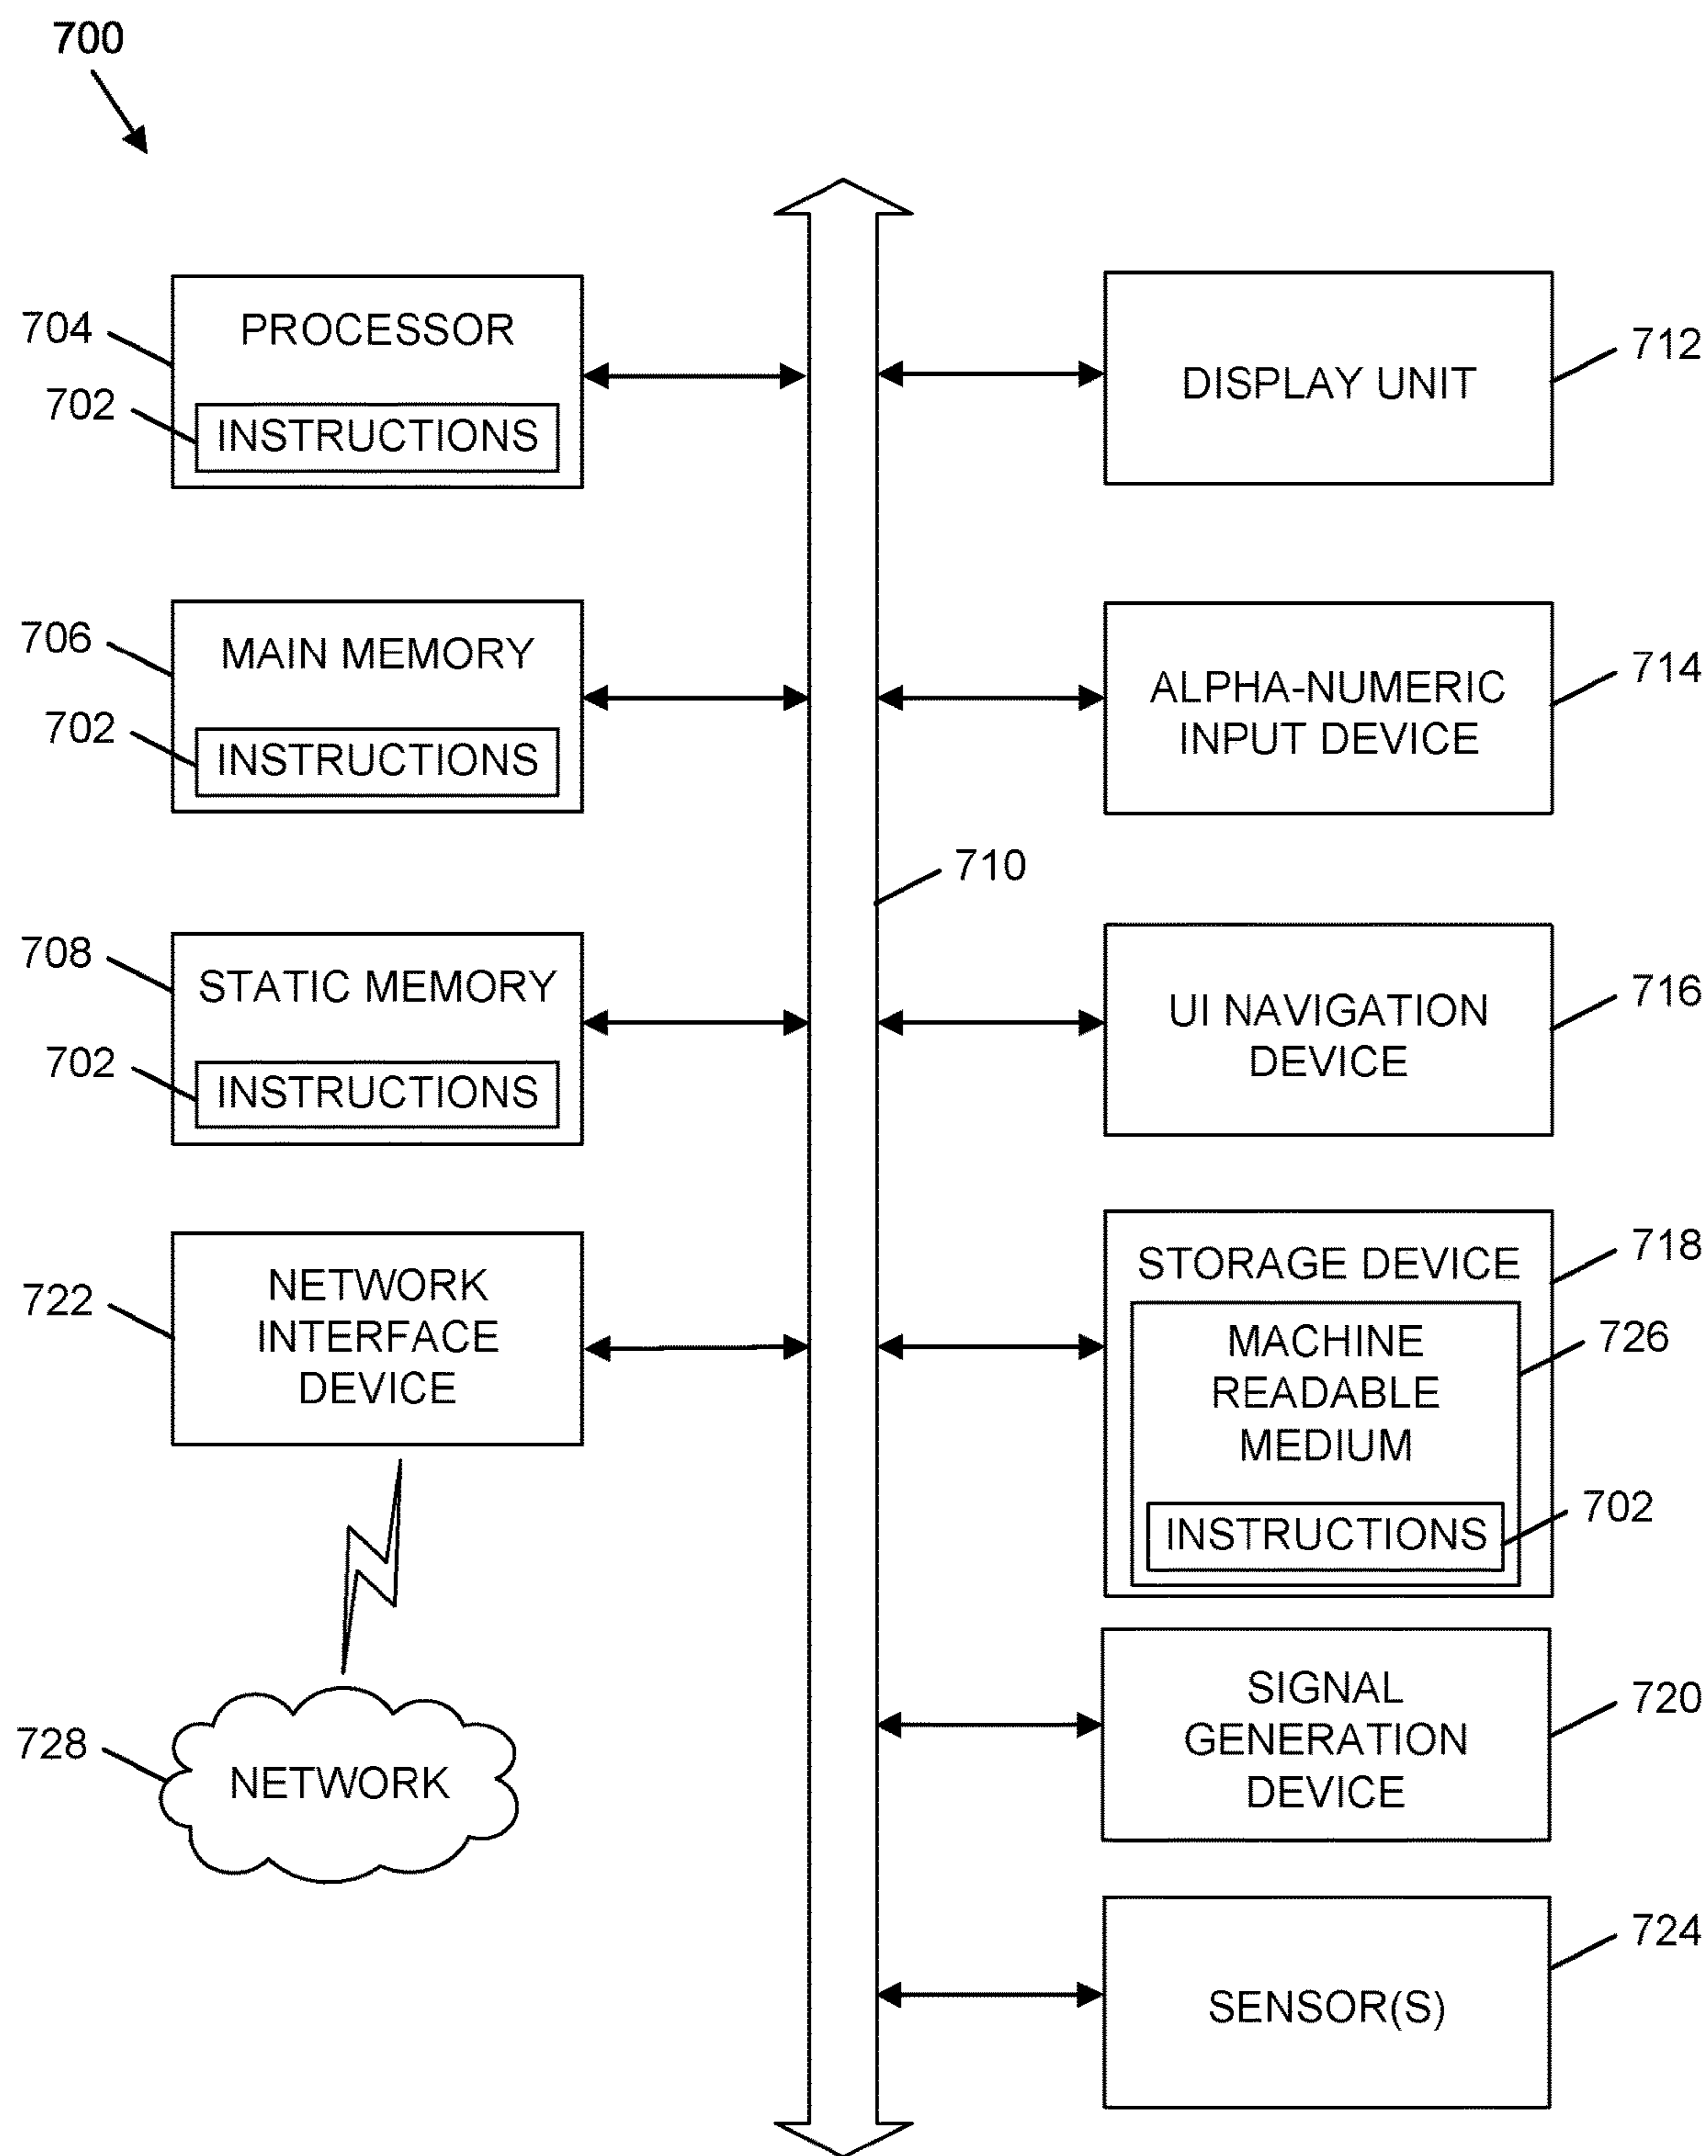 700
704
PROCESSOR
702
INSTRUCTIONS
706
MAIN MEMORY
702
INSTRUCTIONS
708
STATIC MEMORY
702
INSTRUCTIONS
722
NETWORK
INTERFACE
DEVICE
728
NETWORK
710
712
DISPLAY UNIT
714
ALPHA-NUMERIC
INPUT DEVICE
716
UI NAVIGATION
DEVICE
718
STORAGE DEVICE
726
MACHINE
READABLE
MEDIUM
702
INSTRUCTIONS
720
SIGNAL
GENERATION
DEVICE
724
SENSOR(S)